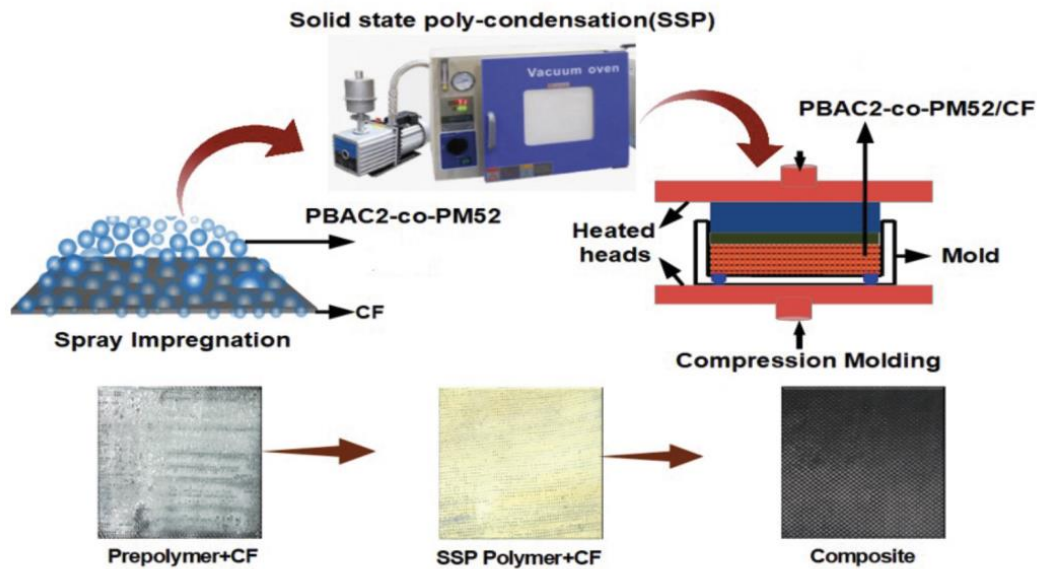 Solid state poly-condensation(SSP)
Vacuum oven
PBAC2-co-PM52/CF
PBAC2-co-PM52
Heated
heads
Mold
CF
Spray Impregnation
Compression Molding
Prepolymer+CF
SSP Polymer+CF
Composite